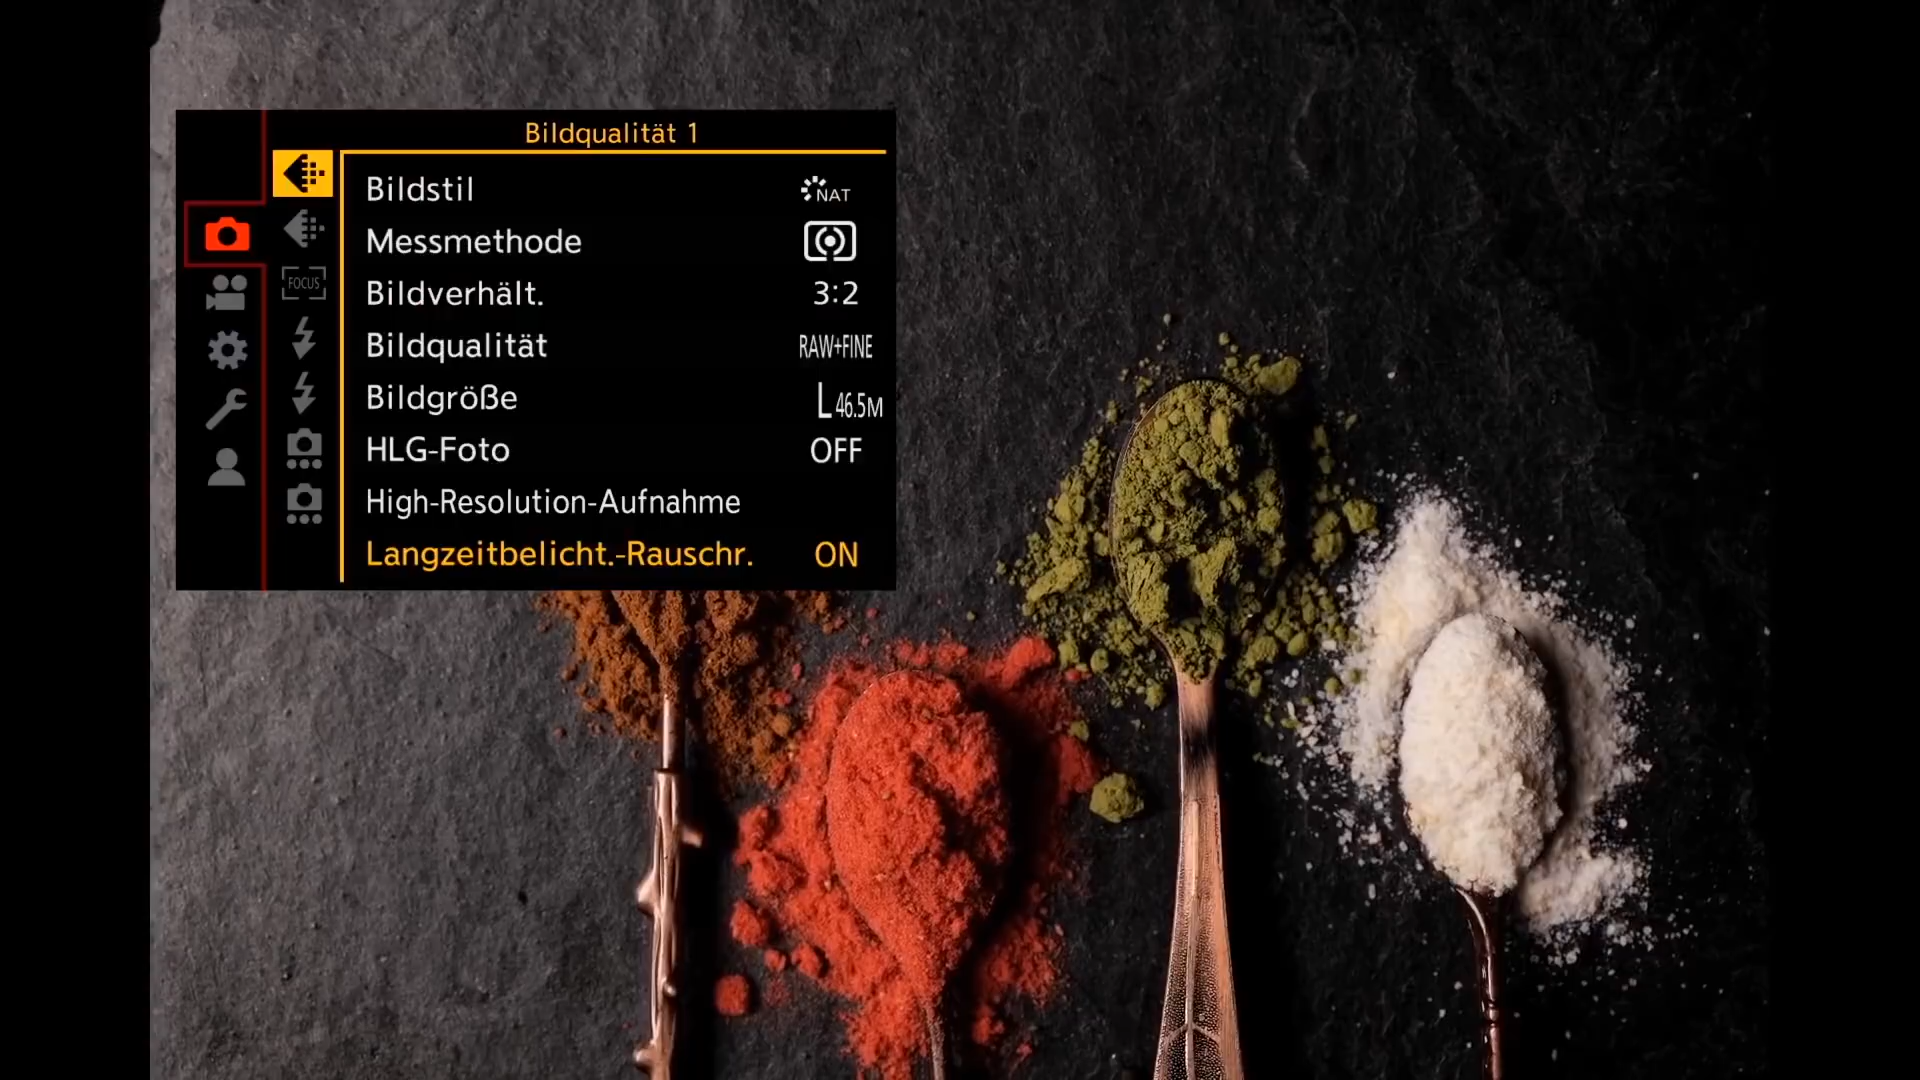 Bildqualität 1
Bildstil NAT
Messmethode
FOCUS
Bildverhält. 3:2
Bildqualität RAW+FINE
Bildgröße L 46.5M
HLG-Foto OFF
High-Resolution-Aufnahme
Langzeitbelicht.-Rauschr. ON